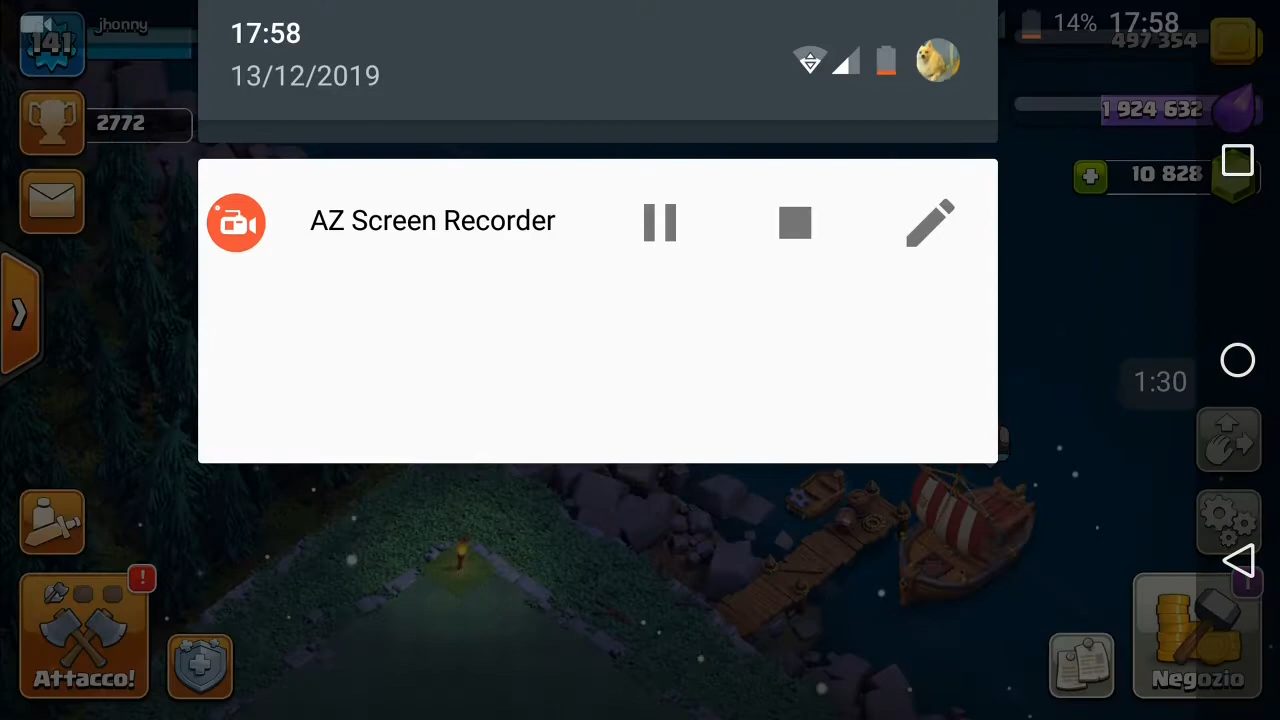 141
jhonny
17:58
13/12/2019
14% 17:58
497 354
2772
1 924 632
10 828
AZ Screen Recorder
1:30
!
Attacco!
Negozio